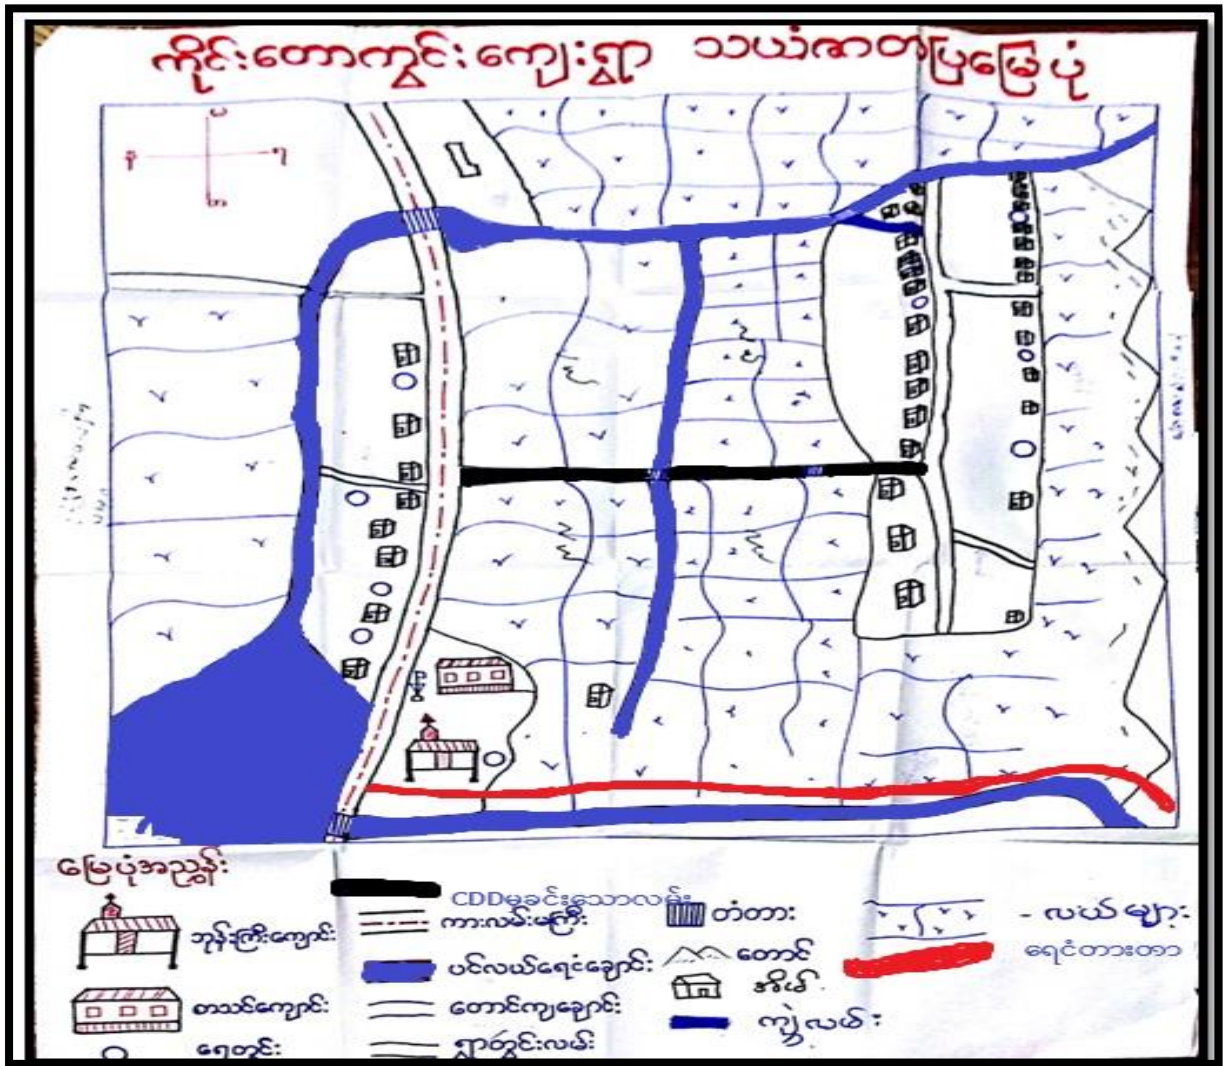 ကိုင်းတောကွင်းကျေးရွာ သယံဇာတပြမြေပုံ
မြေပုံအညွှန်း
ဘုန်းကြီးကျောင်း
စာသင်ကျောင်း
ရေတွင်း
CDDမှခင်းသောလမ်း
ကားလမ်းမကြီး
ပင်လယ်ရေငံချောင်း
တောင်ကျချောင်း
ရွာတွင်းလမ်း
တံတား
တောင်
အိမ်
ကျွဲလမ်း
- လယ်များ
ရေငံတားတာ